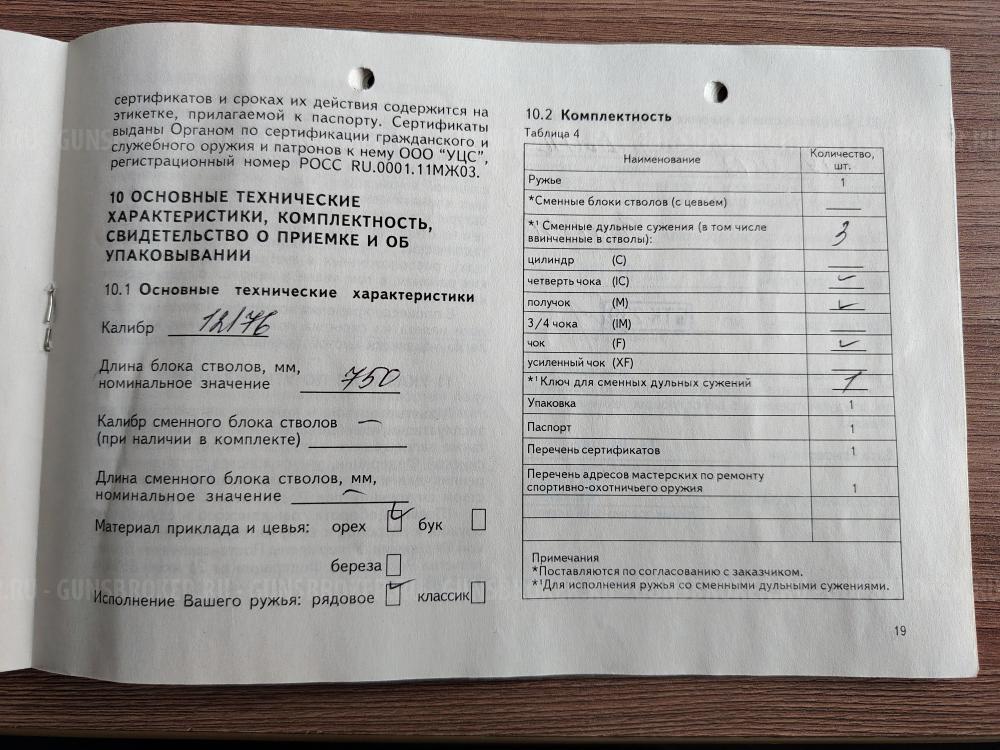 сертификатов и сроках их действия содержится на
этикетке, прилагаемой к паспорту. Сертификаты
выданы Органом по сертификации гражданского и
служебного оружия и патронов к нему ООО "УЦС",
регистрационный номер РОСС RU.0001.11МЖ03.
10 ОСНОВНЫЕ ТЕХНИЧЕСКИЕ
ХАРАКТЕРИСТИКИ, КОМПЛЕКТНОСТЬ,
СВИДЕТЕЛЬСТВО О ПРИЕМКЕ И ОБ
УПАКОВЫВАНИИ
10.1 Основные технические характеристики
Калибр 12/76
Длина блока стволов, мм,
номинальное значение 750
Калибр сменного блока стволов —
(при наличии в комплекте)
Длина сменного блока стволов, мм,
номинальное значение —
Материал приклада и цевья: орех ✓ бук
береза
Исполнение Вашего ружья: рядовое ✓ классик
10.2 Комплектность
Таблица 4
Наименование Количество, шт.
Ружье 1
*Сменные блоки стволов (с цевьем) —
*¹ Сменные дульные сужения (в том числе
ввинченные в стволы): 3
цилиндр (C) —
четверть чока (IC) ✓
получок (M) ✓
3/4 чока (IM) —
чок (F) ✓
усиленный чок (XF) —
*¹ Ключ для сменных дульных сужений 1
Упаковка 1
Паспорт 1
Перечень сертификатов 1
Перечень адресов мастерских по ремонту
спортивно-охотничьего оружия 1
Примечания
*Поставляются по согласованию с заказчиком.
*¹Для исполнения ружья со сменными дульными сужениями.
19